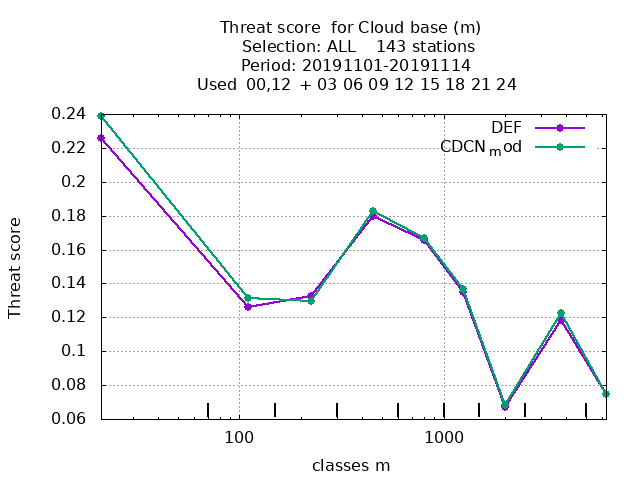 Threat score  for Cloud base (m)
Selection: ALL    143 stations
Period: 20191101-20191114
Used  00,12  + 03 06 09 12 15 18 21 24
DEF
CDCN_mod
0.24
0.22
0.2
0.18
0.16
0.14
0.12
0.1
0.08
0.06
Threat score
100
1000
classes m